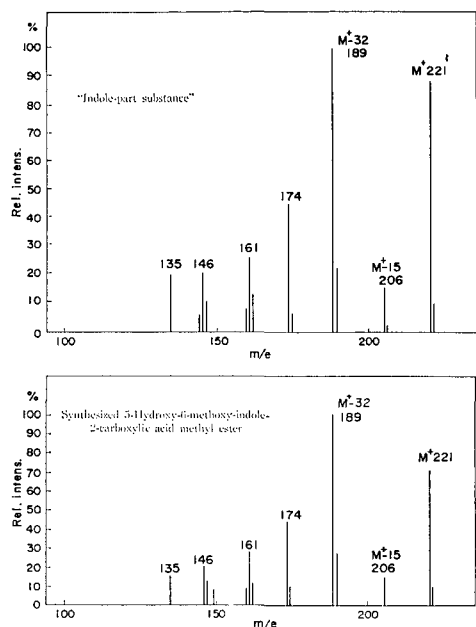 %
100
90
80
70
60
50
40
30
20
10
0
Rel. intens.
"Indole-part substance"
M+-32
189
M+221
174
161
135 146
M+-15
206
100 150 200
m/e
%
100
90
80
70
60
50
40
30
20
10
0
Rel. intens.
Synthesized 5-Hydroxy-6-methoxy-indole-
2-carboxylic acid methyl ester
M+-32
189
M+221
174
161
146
135
M+-15
206
100 150 200
m/e